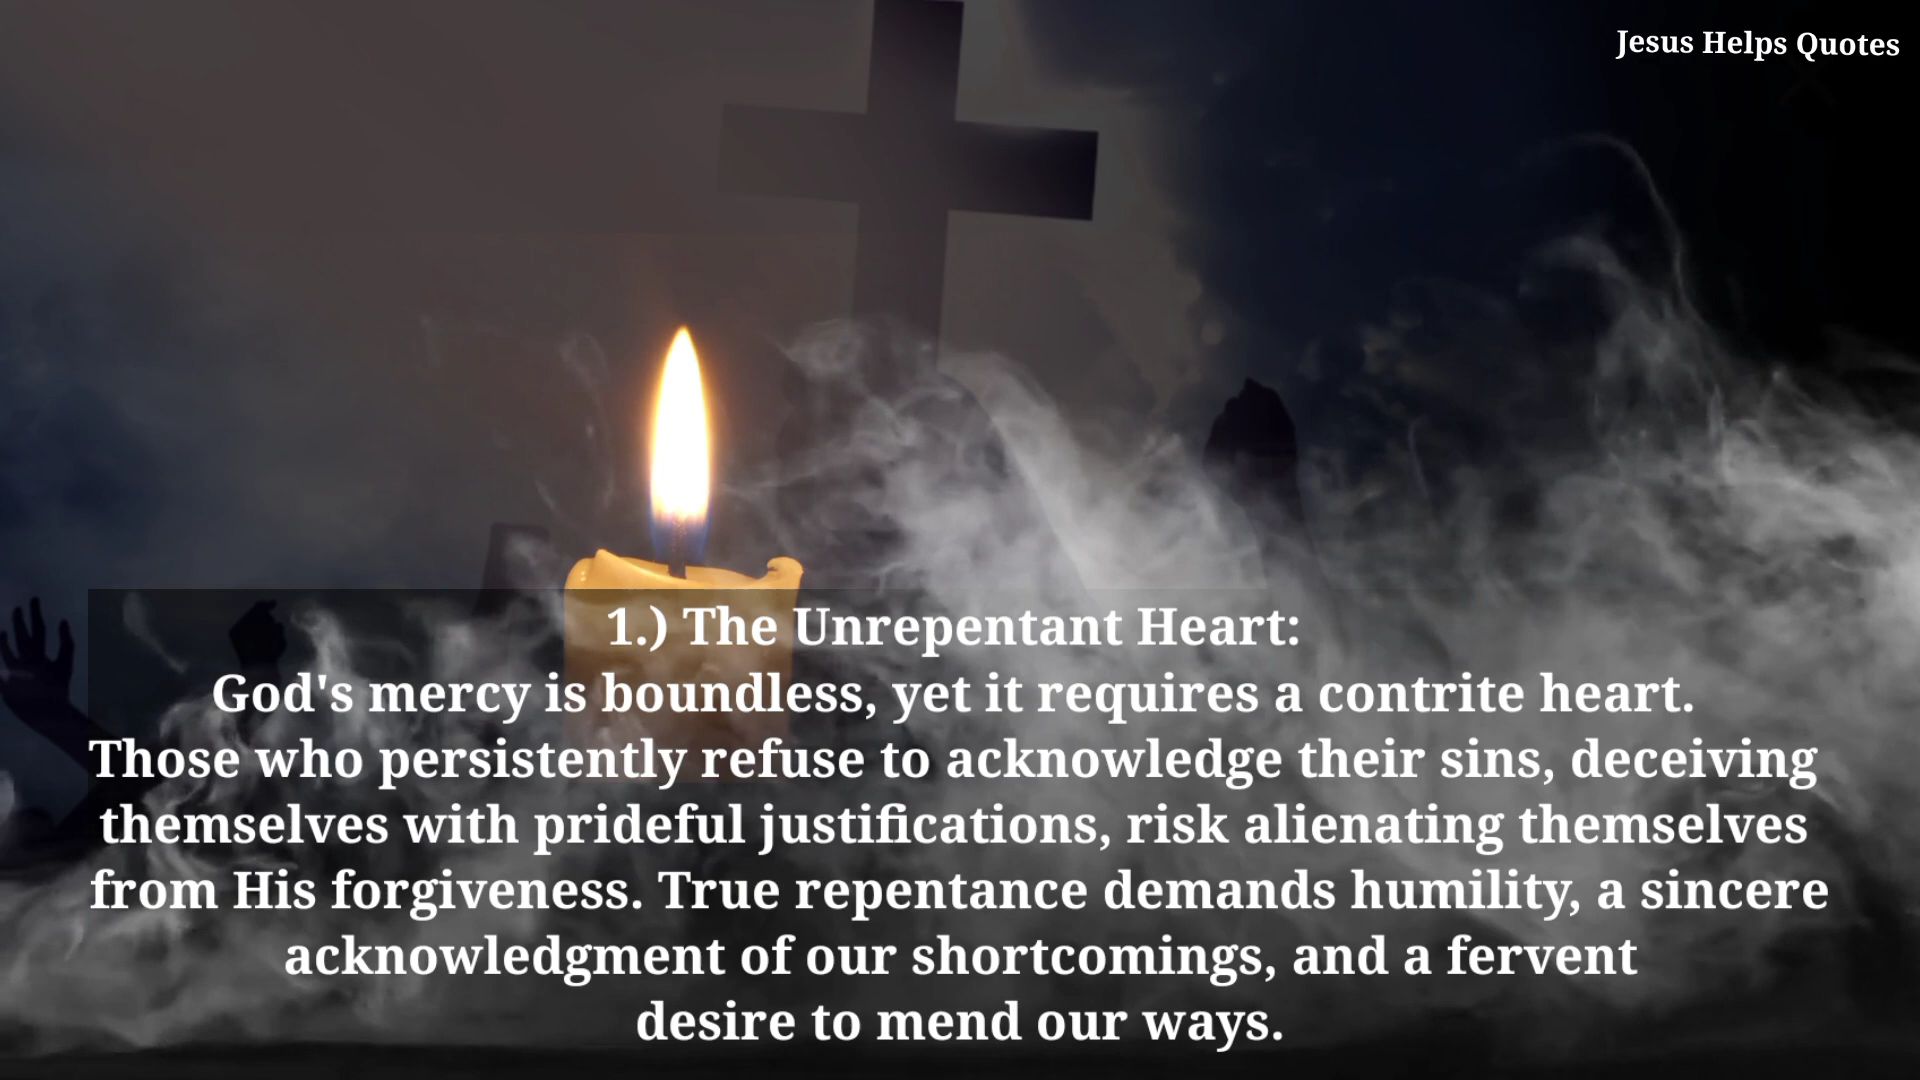 Jesus Helps Quotes
1.) The Unrepentant Heart:
God's mercy is boundless, yet it requires a contrite heart.
Those who persistently refuse to acknowledge their sins, deceiving
themselves with prideful justifications, risk alienating themselves
from His forgiveness. True repentance demands humility, a sincere
acknowledgment of our shortcomings, and a fervent
desire to mend our ways.